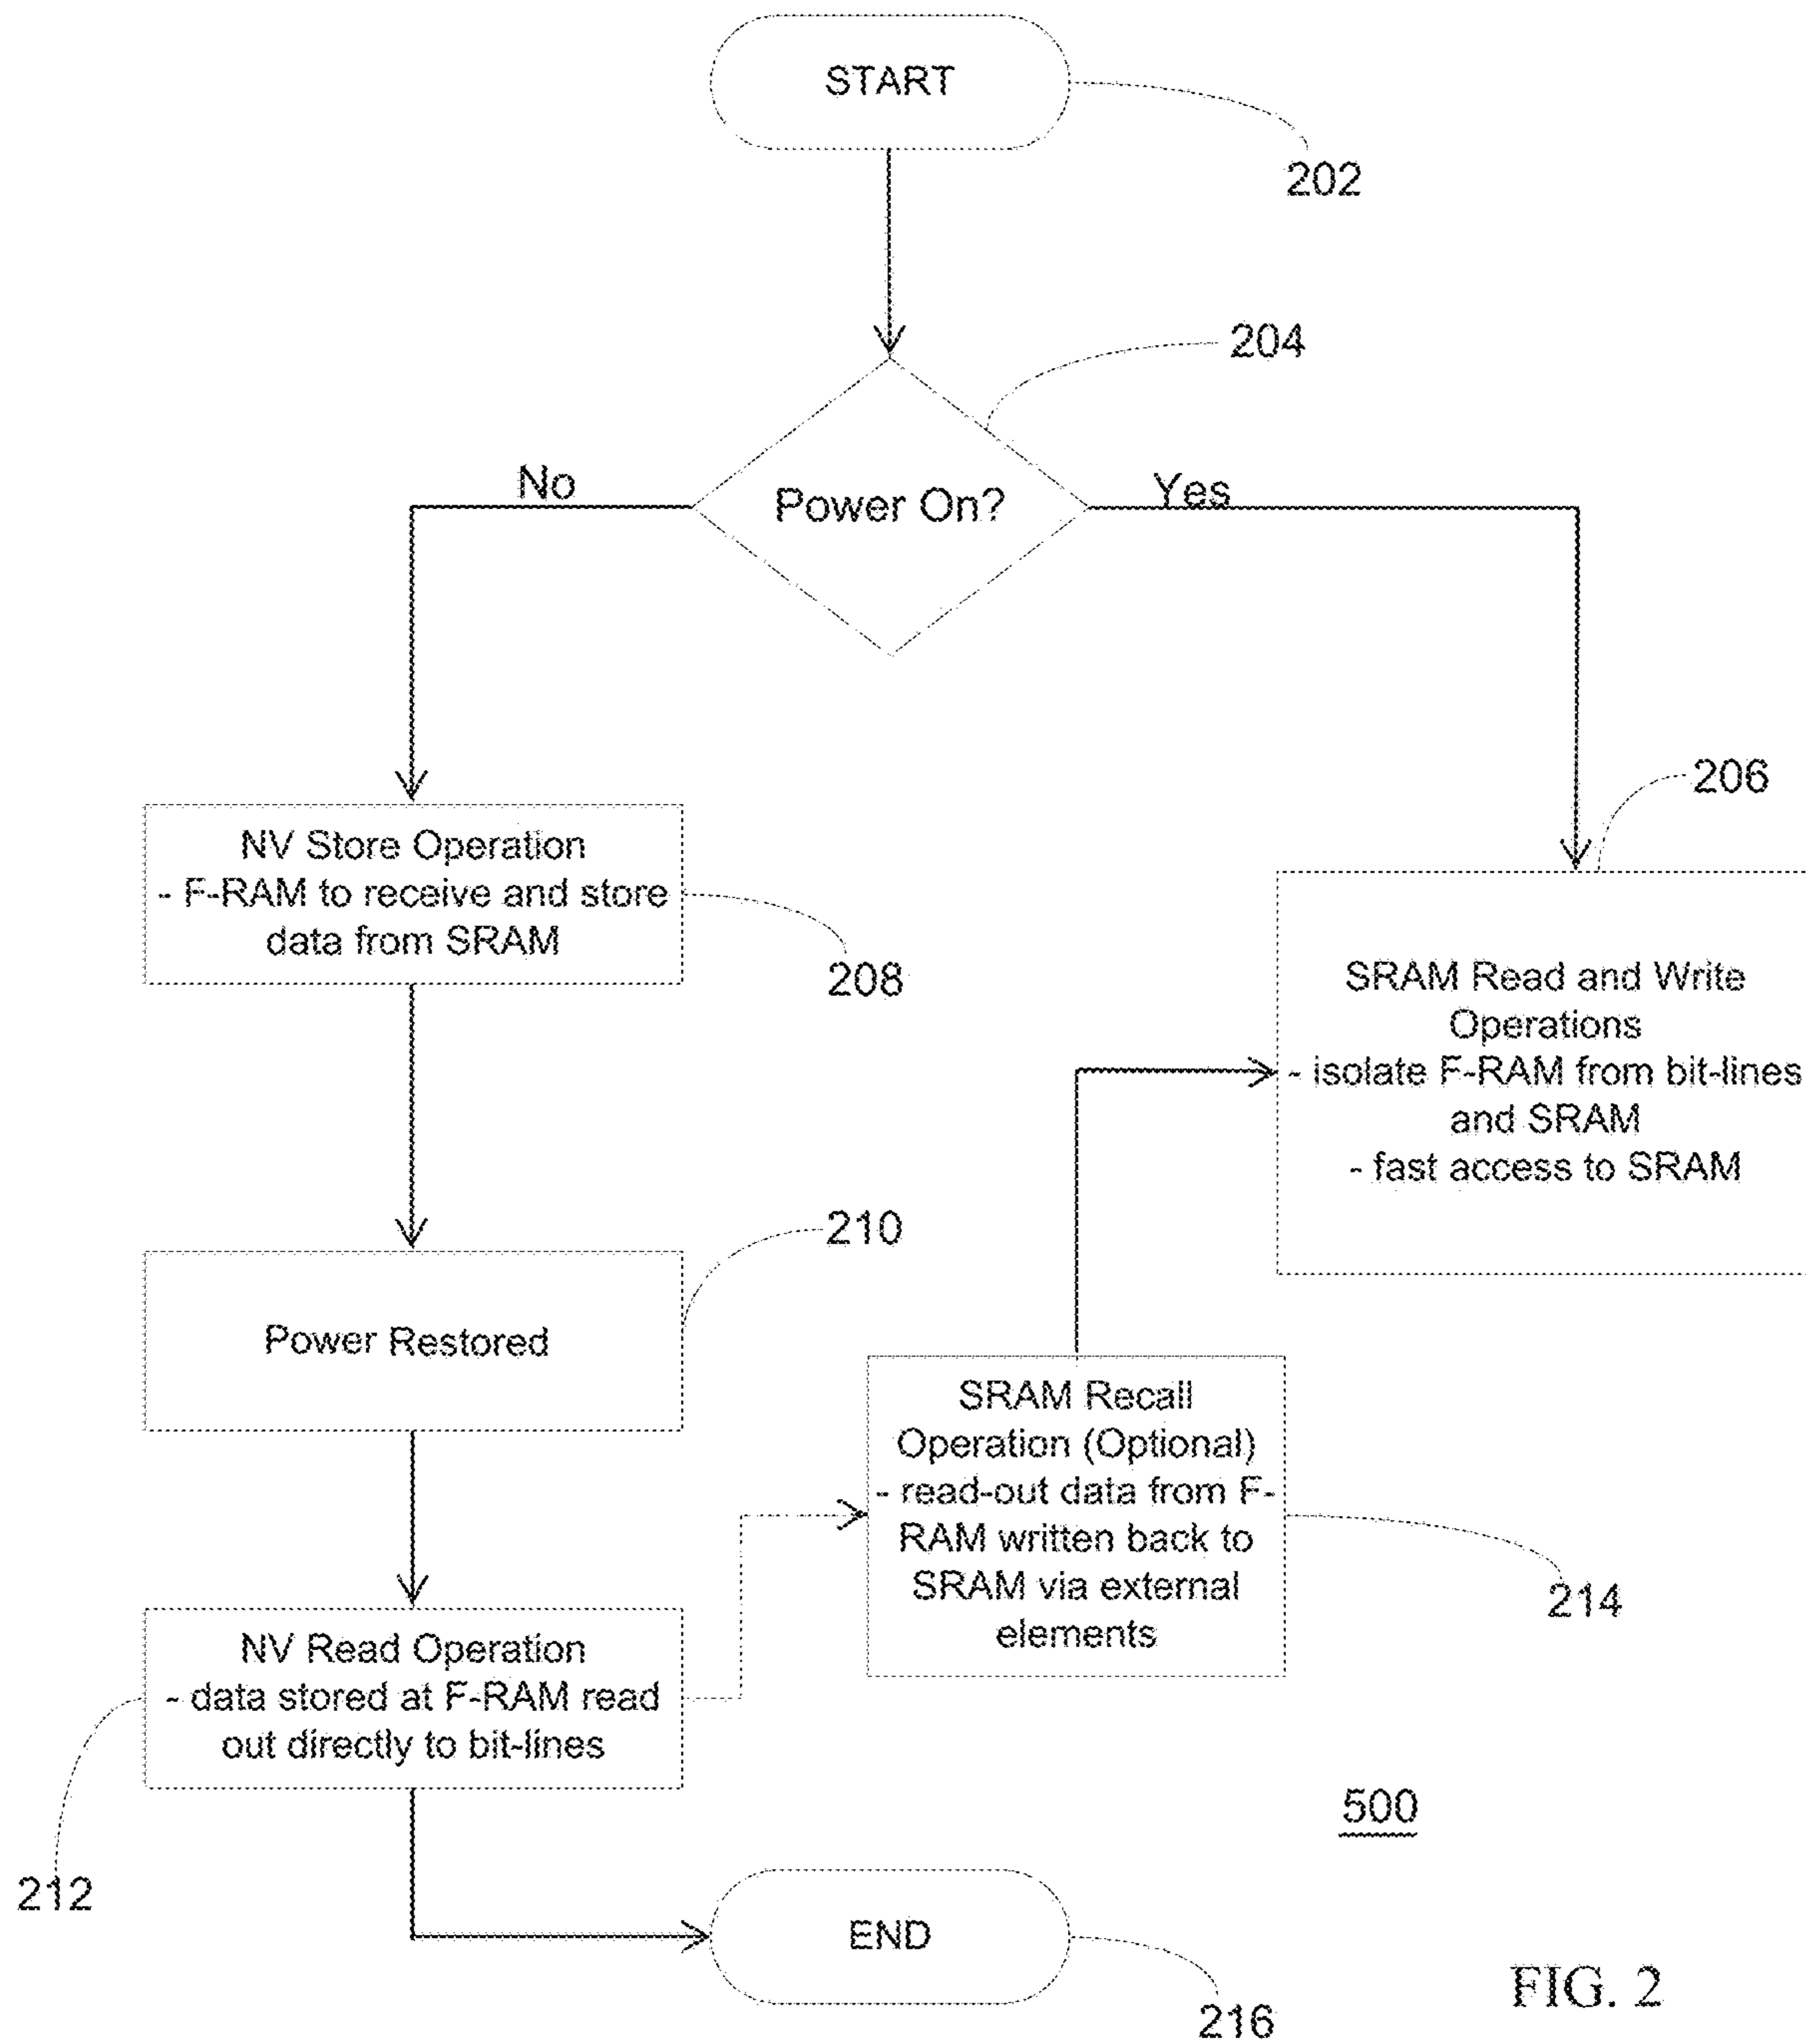 START
202
204
No
Power On?
Yes
206
NV Store Operation
- F-RAM to receive and store
data from SRAM
208
SRAM Read and Write
Operations
- isolate F-RAM from bit-lines
and SRAM
- fast access to SRAM
210
Power Restored
SRAM Recall
Operation (Optional)
- read-out data from F-
RAM written back to
SRAM via external
elements
214
NV Read Operation
- data stored at F-RAM read
out directly to bit-lines
212
500
END
216
FIG. 2